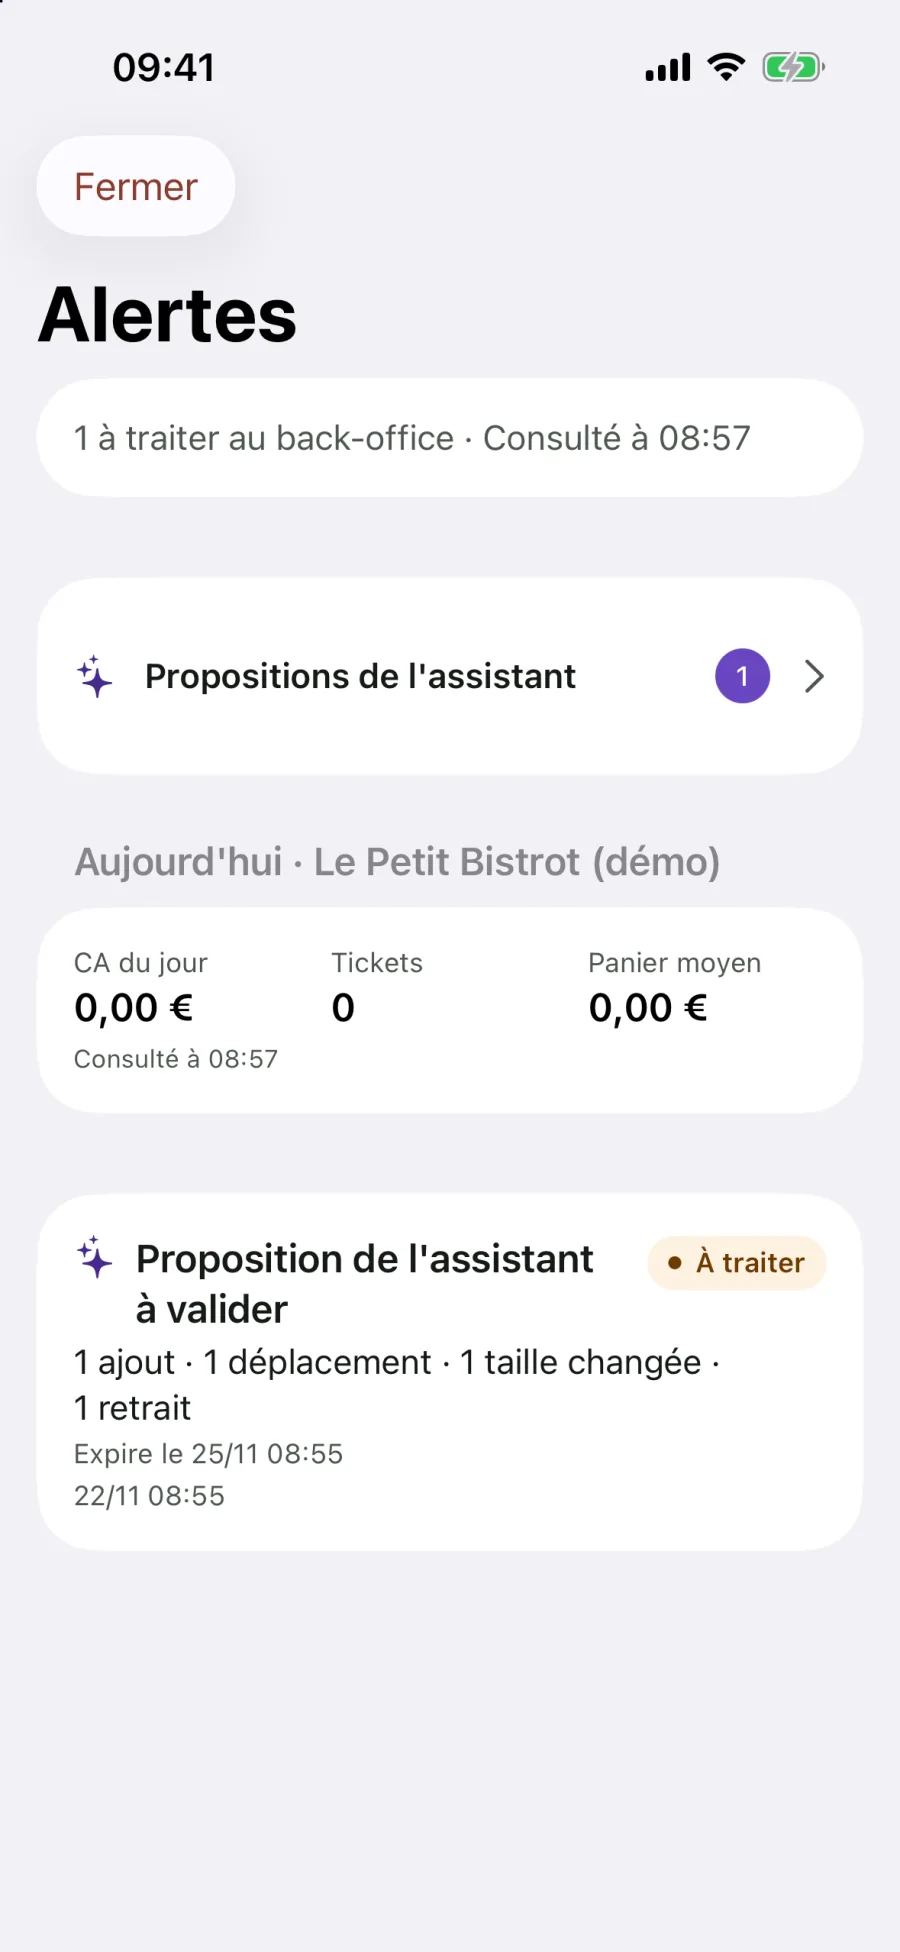 09:41
Fermer
Alertes
1 à traiter au back-office · Consulté à 08:57
Propositions de l'assistant 1
Aujourd'hui · Le Petit Bistrot (démo)
CA du jour Tickets Panier moyen
0,00 € 0 0,00 €
Consulté à 08:57
Proposition de l'assistant À traiter
à valider
1 ajout · 1 déplacement · 1 taille changée ·
1 retrait
Expire le 25/11 08:55
22/11 08:55